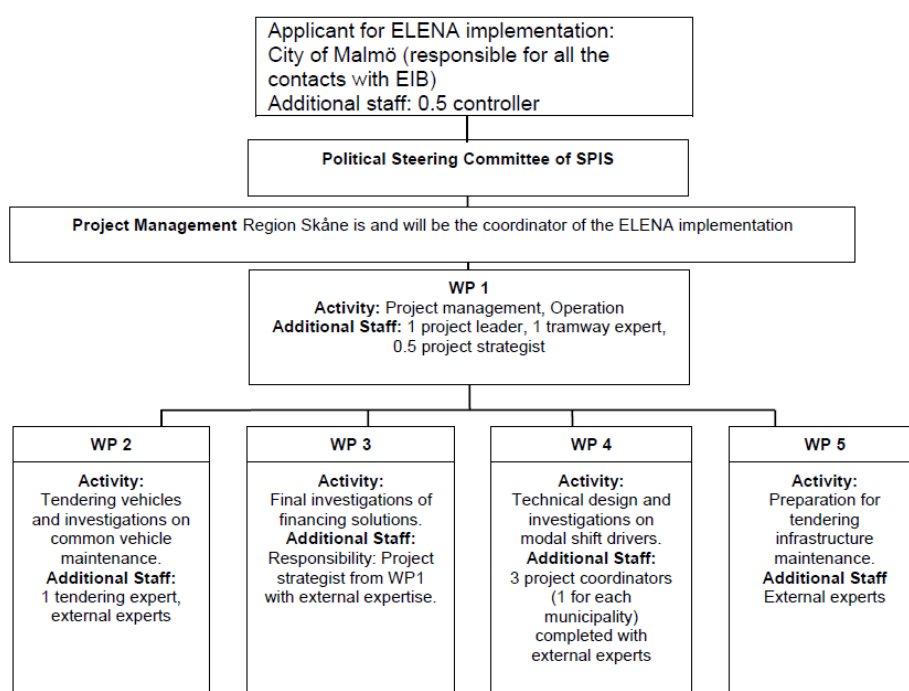 Applicant for ELENA implementation:
City of Malmö (responsible for all the
contacts with EIB)
Additional staff: 0.5 controller
Political Steering Committee of SPIS
Project Management Region Skåne is and will be the coordinator of the ELENA implementation
WP 1
Activity: Project management, Operation
Additional Staff: 1 project leader, 1 tramway expert,
0.5 project strategist
WP 2
Activity:
Tendering vehicles
and investigations on
common vehicle
maintenance.
Additional Staff:
1 tendering expert,
external experts
WP 3
Activity:
Final investigations of
financing solutions.
Additional Staff:
Responsibility: Project
strategist from WP1
with external expertise.
WP 4
Activity:
Technical design and
investigations on
modal shift drivers.
Additional Staff:
3 project coordinators
(1 for each
municipality)
completed with
external experts
WP 5
Activity:
Preparation for
tendering
infrastructure
maintenance.
Additional Staff
External experts